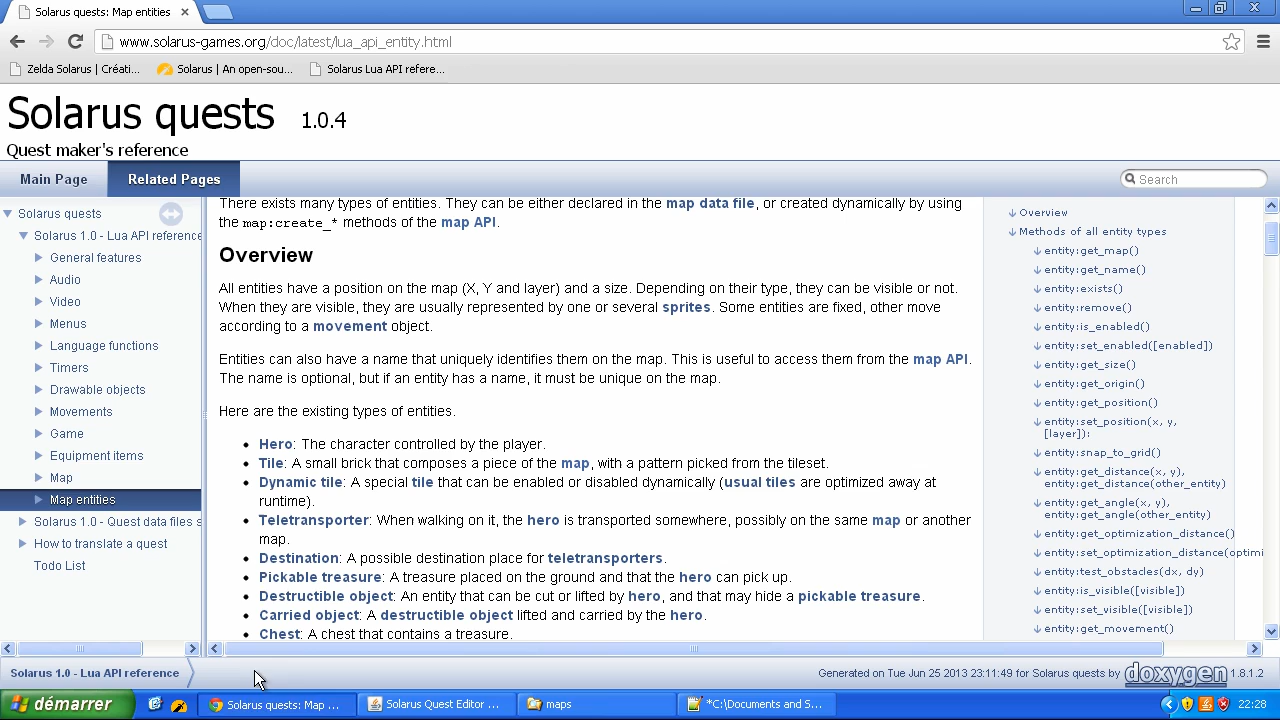 Solarus quests: Map entities
www.solarus-games.org/doc/latest/lua_api_entity.html
Zelda Solarus | Créati...
Solarus | An open-sou...
Solarus Lua API refere...
Solarus quests 1.0.4
Quest maker's reference
Main Page
Related Pages
Search
Solarus quests
Solarus 1.0 - Lua API reference
General features
Audio
Video
Menus
Language functions
Timers
Drawable objects
Movements
Game
Equipment items
Map
Map entities
Solarus 1.0 - Quest data files s
How to translate a quest
Todo List
There exists many types of entities. They can be either declared in the map data file, or created dynamically by using
the map:create_* methods of the map API.
Overview
All entities have a position on the map (X, Y and layer) and a size. Depending on their type, they can be visible or not.
When they are visible, they are usually represented by one or several sprites. Some entities are fixed, other move
according to a movement object.
Entities can also have a name that uniquely identifies them on the map. This is useful to access them from the map API.
The name is optional, but if an entity has a name, it must be unique on the map.
Here are the existing types of entities.
• Hero: The character controlled by the player.
• Tile: A small brick that composes a piece of the map, with a pattern picked from the tileset.
• Dynamic tile: A special tile that can be enabled or disabled dynamically (usual tiles are optimized away at
runtime).
• Teletransporter: When walking on it, the hero is transported somewhere, possibly on the same map or another
map.
• Destination: A possible destination place for teletransporters.
• Pickable treasure: A treasure placed on the ground and that the hero can pick up.
• Destructible object: An entity that can be cut or lifted by hero, and that may hide a pickable treasure.
• Carried object: A destructible object lifted and carried by the hero.
• Chest: A chest that contains a treasure.
Overview
Methods of all entity types
entity:get_map()
entity:get_name()
entity:exists()
entity:remove()
entity:is_enabled()
entity:set_enabled([enabled])
entity:get_size()
entity:get_origin()
entity:get_position()
entity:set_position(x, y,
[layer]):
entity:snap_to_grid()
entity:get_distance(x, y),
entity:get_distance(other_entity)
entity:get_angle(x, y),
entity:get_angle(other_entity)
entity:get_optimization_distance()
entity:set_optimization_distance(optimi
entity:test_obstacles(dx, dy)
entity:is_visible([visible])
entity:set_visible([visible])
entity:get_movement()
Solarus 1.0 - Lua API reference
Generated on Tue Jun 25 2013 23:11:49 for Solarus quests by doxygen 1.8.1.2
démarrer
Solarus quests: Map ...
Solarus Quest Editor ...
maps
*C:\Documents and S...
22:28